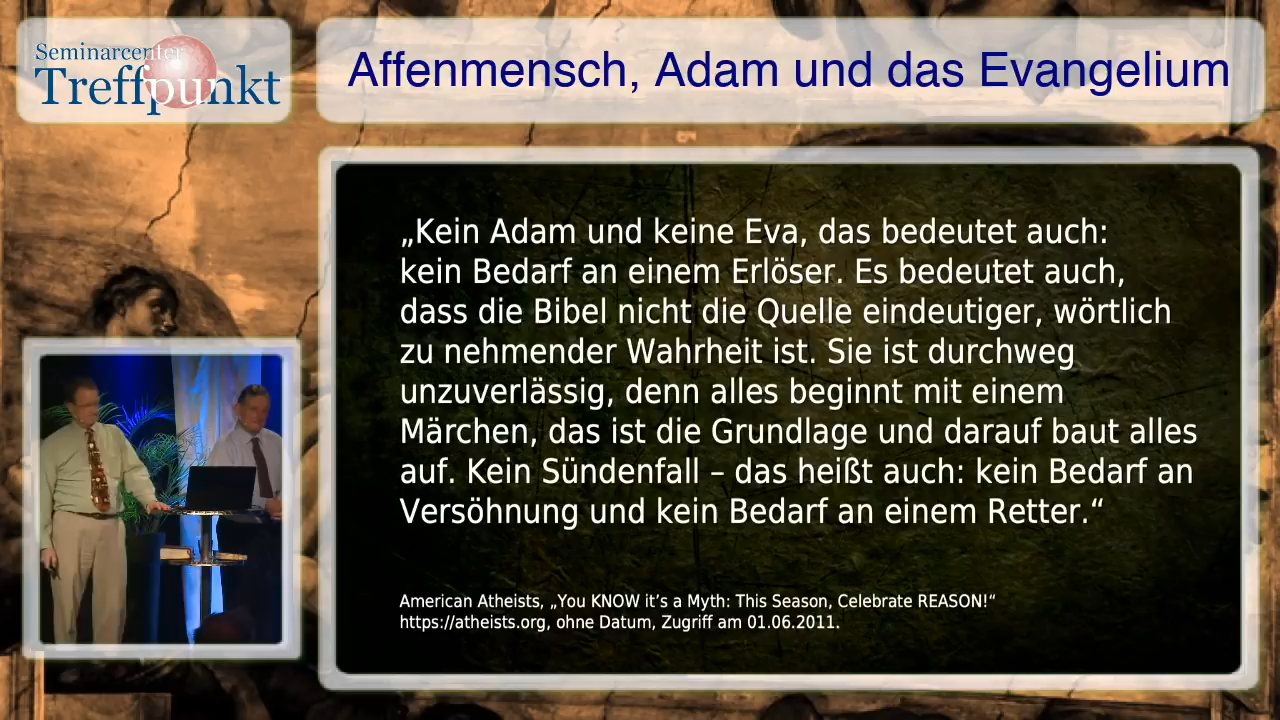 Seminarcenter
Treffpunkt
Affenmensch, Adam und das Evangelium
„Kein Adam und keine Eva, das bedeutet auch:
kein Bedarf an einem Erlöser. Es bedeutet auch,
dass die Bibel nicht die Quelle eindeutiger, wörtlich
zu nehmender Wahrheit ist. Sie ist durchweg
unzuverlässig, denn alles beginnt mit einem
Märchen, das ist die Grundlage und darauf baut alles
auf. Kein Sündenfall – das heißt auch: kein Bedarf an
Versöhnung und kein Bedarf an einem Retter.“
American Atheists, „You KNOW it’s a Myth: This Season, Celebrate REASON!“
https://atheists.org, ohne Datum, Zugriff am 01.06.2011.